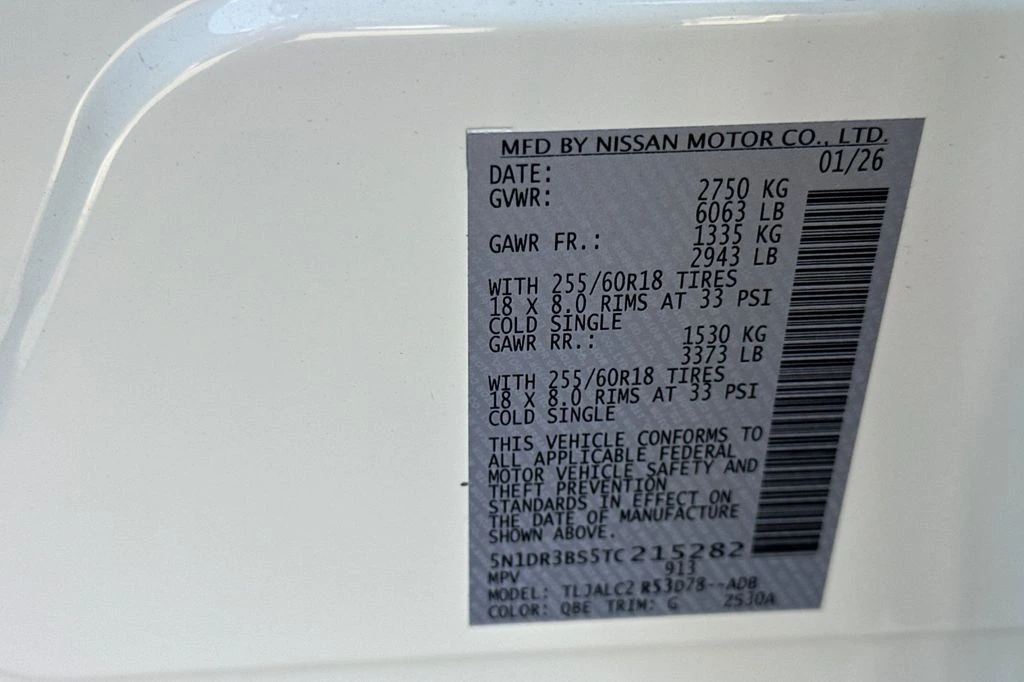 MFD BY NISSAN MOTOR CO., LTD.
DATE: 01/26
GVWR: 2750 KG
6063 LB
GAWR FR.: 1335 KG
2943 LB
WITH 255/60R18 TIRES
18 X 8.0 RIMS AT 33 PSI
COLD SINGLE
GAWR RR.: 1530 KG
3373 LB
WITH 255/60R18 TIRES
18 X 8.0 RIMS AT 33 PSI
COLD SINGLE
THIS VEHICLE CONFORMS TO
ALL APPLICABLE FEDERAL
MOTOR VEHICLE SAFETY AND
THEFT PREVENTION
STANDARDS IN EFFECT ON
THE DATE OF MANUFACTURE
SHOWN ABOVE.
5N1DR3BS5TC215282
MPV 913
MODEL: TLJALC2 R53D78--ADB
COLOR: QBE TRIM: G ZSJ0A